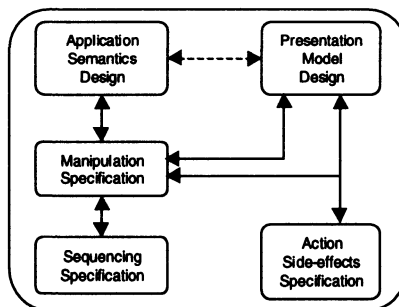 Application
Semantics
Design
Presentation
Model
Design
Manipulation
Specification
Sequencing
Specification
Action
Side-effects
Specification